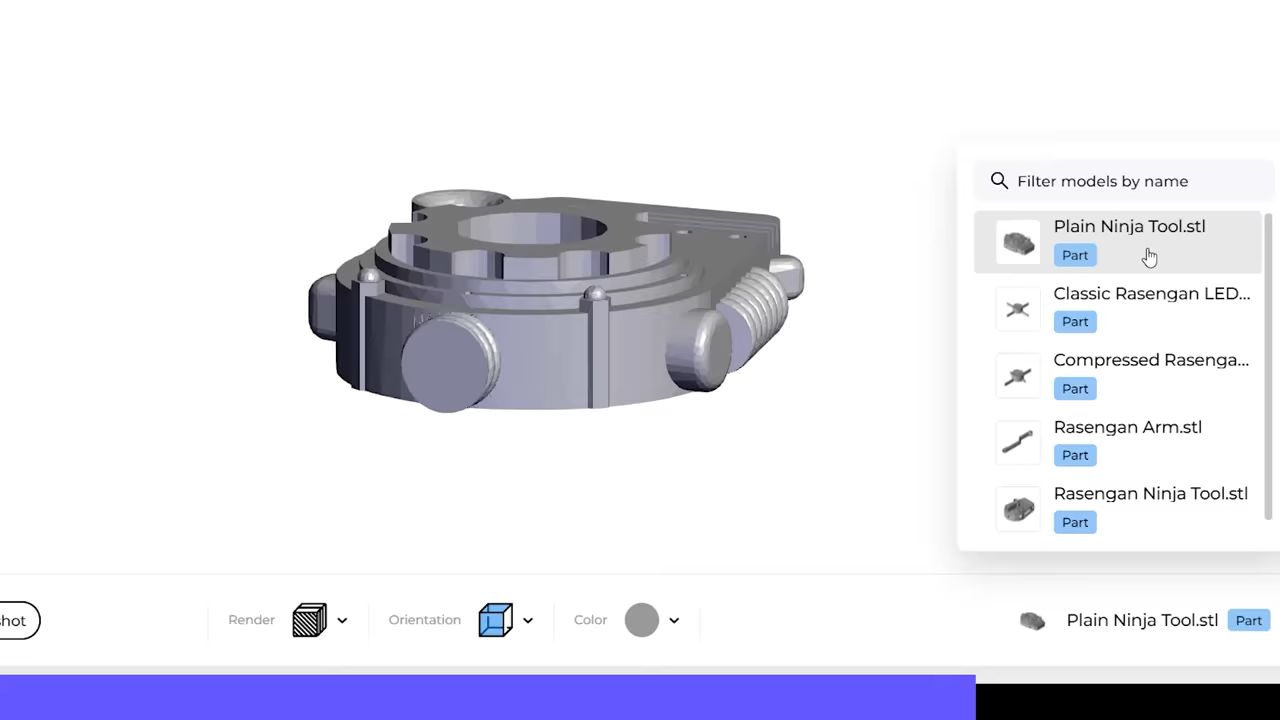 Filter models by name
Plain Ninja Tool.stl
Part
Classic Rasengan LED...
Part
Compressed Rasenga...
Part
Rasengan Arm.stl
Part
Rasengan Ninja Tool.stl
Part
shot
Render
Orientation
Color
Plain Ninja Tool.stl
Part